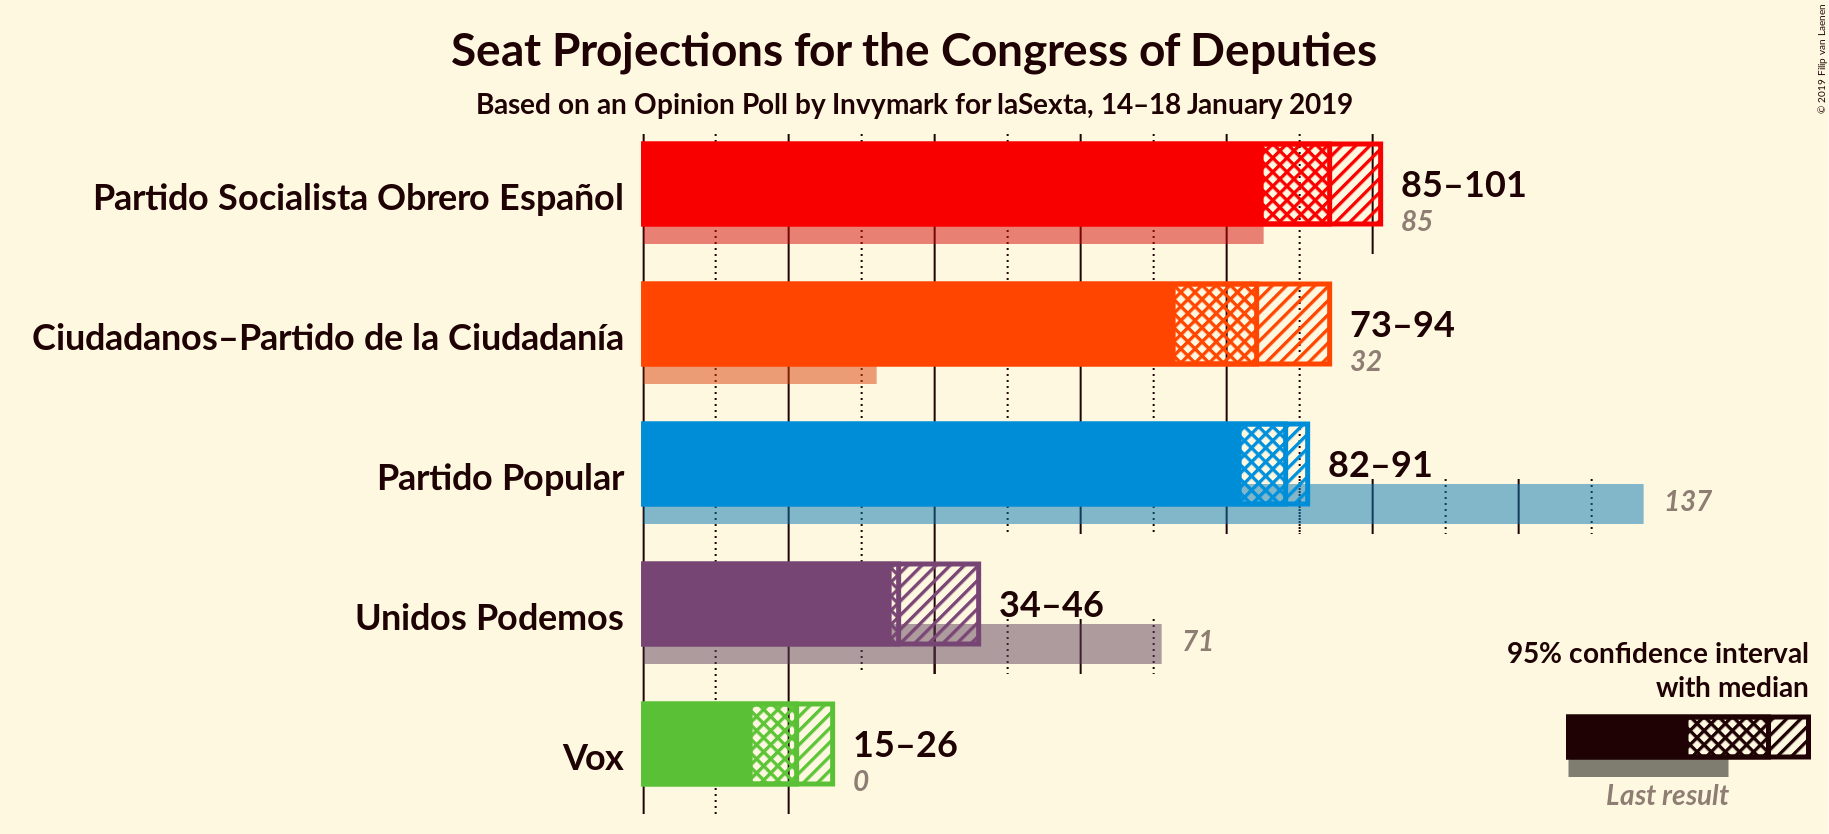 Seat Projections for the Congress of Deputies
Based on an Opinion Poll by Invymark for laSexta, 14–18 January 2019
© 2019 Filip van Laenen
Partido Socialista Obrero Español
85–101
85
Ciudadanos–Partido de la Ciudadanía
73–94
32
Partido Popular
82–91
137
Unidos Podemos
34–46
71
Vox
15–26
0
95% confidence interval
with median
Last result